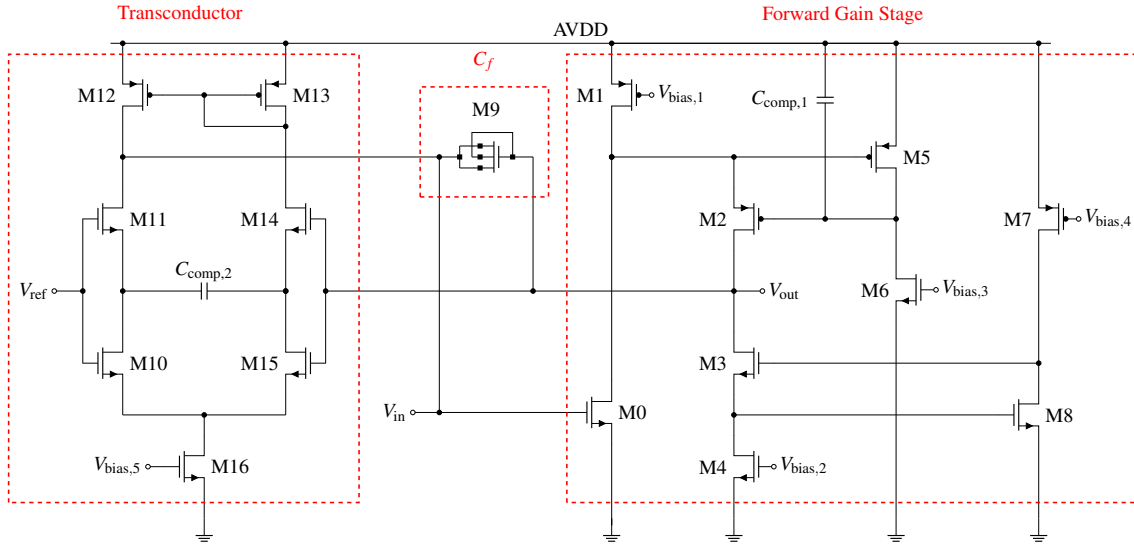 Transconductor
Forward Gain Stage
AVDD
C_f
M12
M13
M9
M1
V_bias,1
C_comp,1
M5
M11
M14
M2
M7
V_bias,4
C_comp,2
V_ref
V_out
M6
V_bias,3
M10
M15
M3
V_in
M0
M8
V_bias,5
M16
M4
V_bias,2